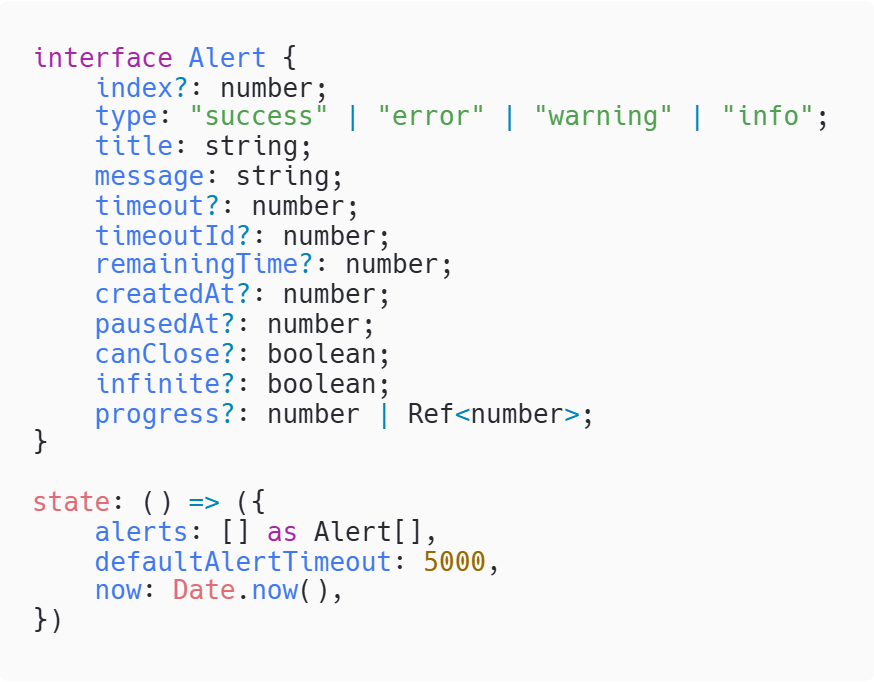 interface Alert {
    index?: number;
    type: "success" | "error" | "warning" | "info";
    title: string;
    message: string;
    timeout?: number;
    timeoutId?: number;
    remainingTime?: number;
    createdAt?: number;
    pausedAt?: number;
    canClose?: boolean;
    infinite?: boolean;
    progress?: number | Ref<number>;
}

state: () => ({
    alerts: [] as Alert[],
    defaultAlertTimeout: 5000,
    now: Date.now(),
})